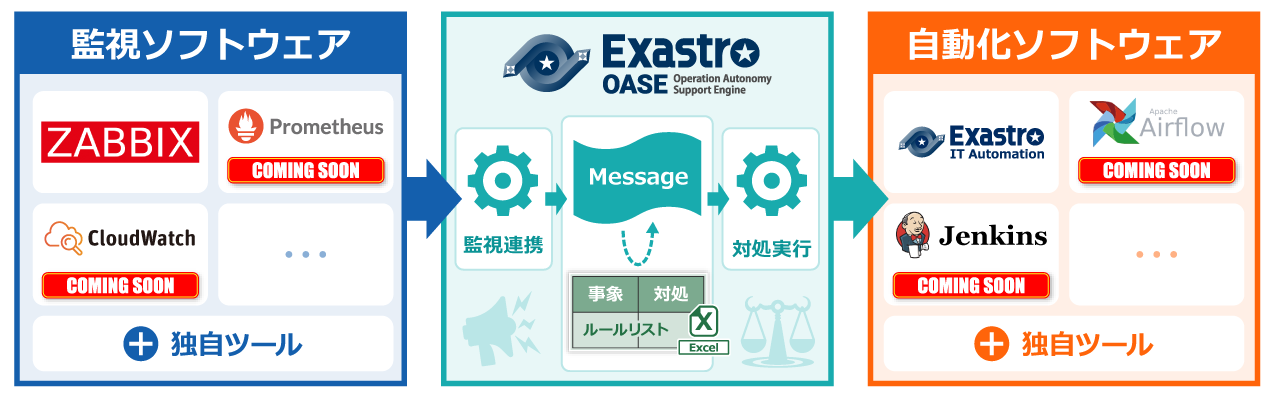 監視ソフトウェア
ZABBIX
Prometheus
COMING SOON
CloudWatch
COMING SOON
独自ツール
Exastro
OASE
Operation Autonomy
Support Engine
監視連携
Message
対処実行
事象
対処
ルールリスト
Excel
自動化ソフトウェア
Exastro
IT Automation
Apache
Airflow
COMING SOON
Jenkins
COMING SOON
独自ツール